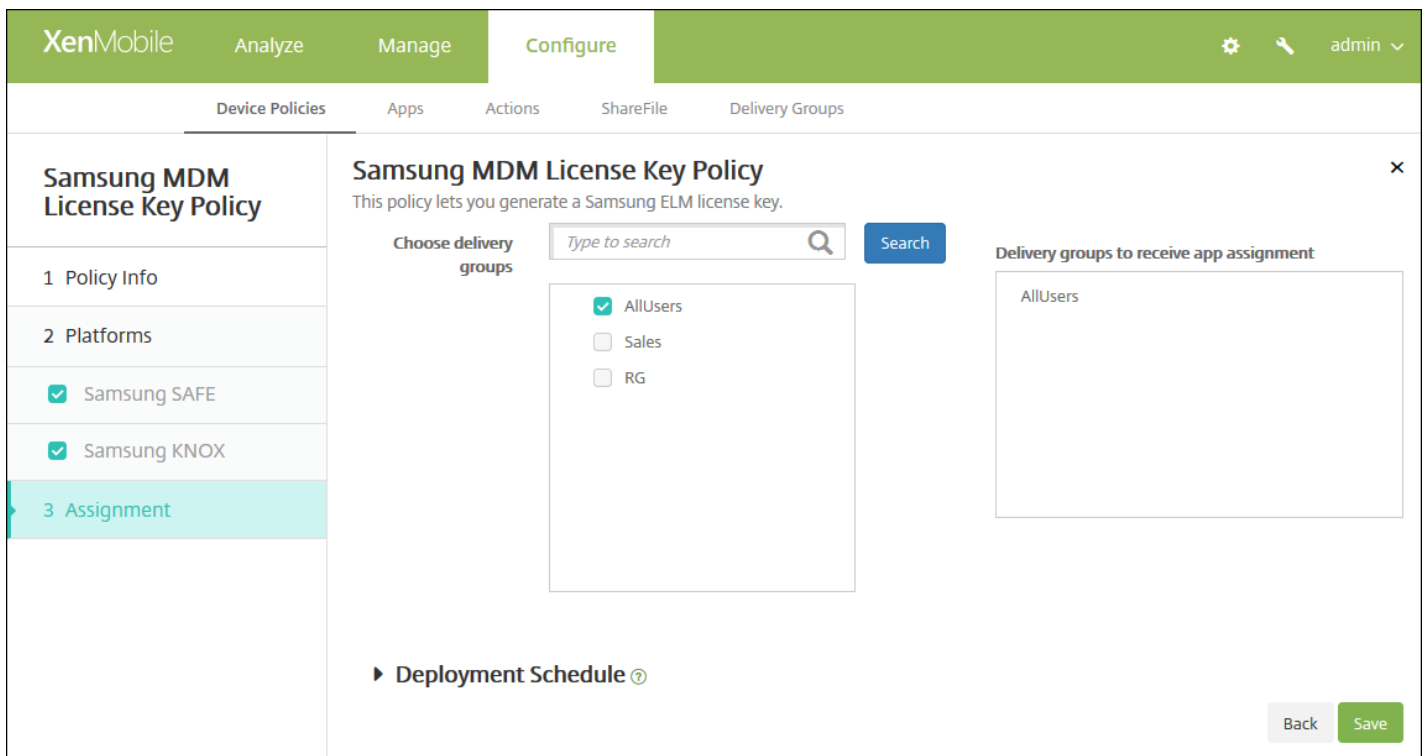 XenMobile Analyze Manage Configure admin
Device Policies Apps Actions ShareFile Delivery Groups
Samsung MDM
License Key Policy
1 Policy Info
2 Platforms
Samsung SAFE
Samsung KNOX
3 Assignment
Samsung MDM License Key Policy
This policy lets you generate a Samsung ELM license key.
Choose delivery
groups
Type to search
Search
AllUsers
Sales
RG
Delivery groups to receive app assignment
AllUsers
Deployment Schedule ?
Back Save